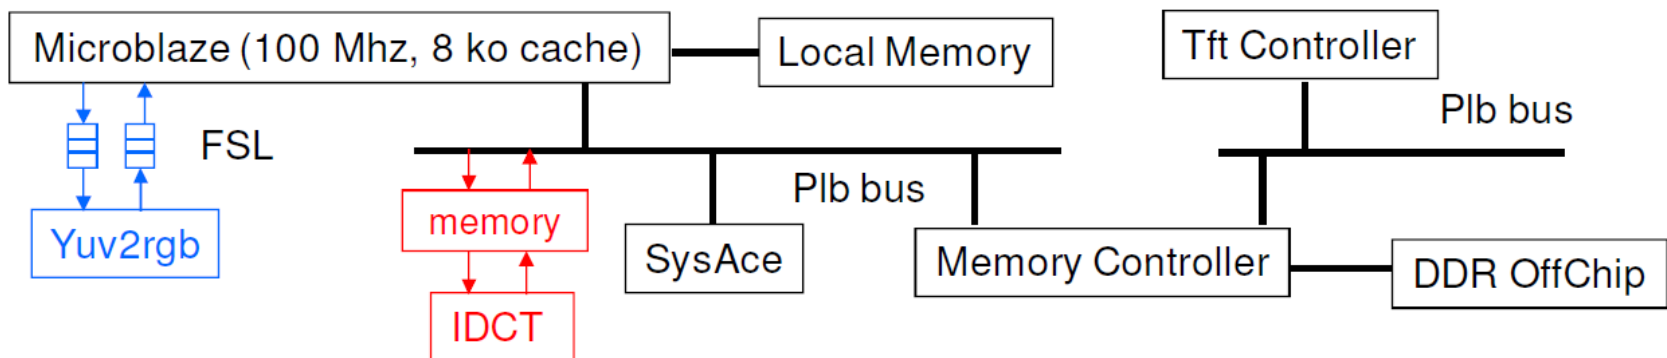 Microblaze (100 Mhz, 8 ko cache)
Local Memory
Tft Controller
Plb bus
FSL
Plb bus
memory
Yuv2rgb
SysAce
Memory Controller
DDR OffChip
IDCT